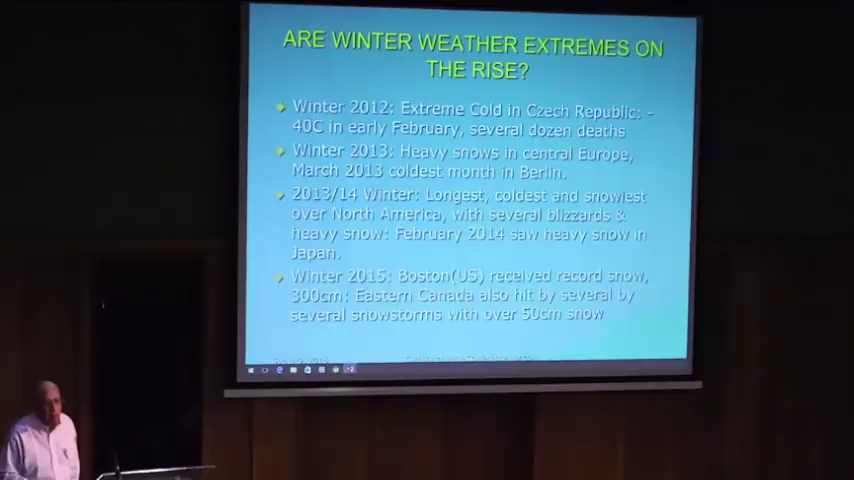 ARE WINTER WEATHER EXTREMES ON
THE RISE?
Winter 2012: Extreme Cold in Czech Republic: -
40C in early February, several dozen deaths
Winter 2013: Heavy snows in central Europe,
March 2013 coldest month in Berlin.
2013/14 Winter: Longest, coldest and snowiest
over North America, with several blizzards &
heavy snow: February 2014 saw heavy snow in
Japan.
Winter 2015: Boston(US) received record snow,
300cm: Eastern Canada also hit by several by
several snowstorms with over 50cm snow